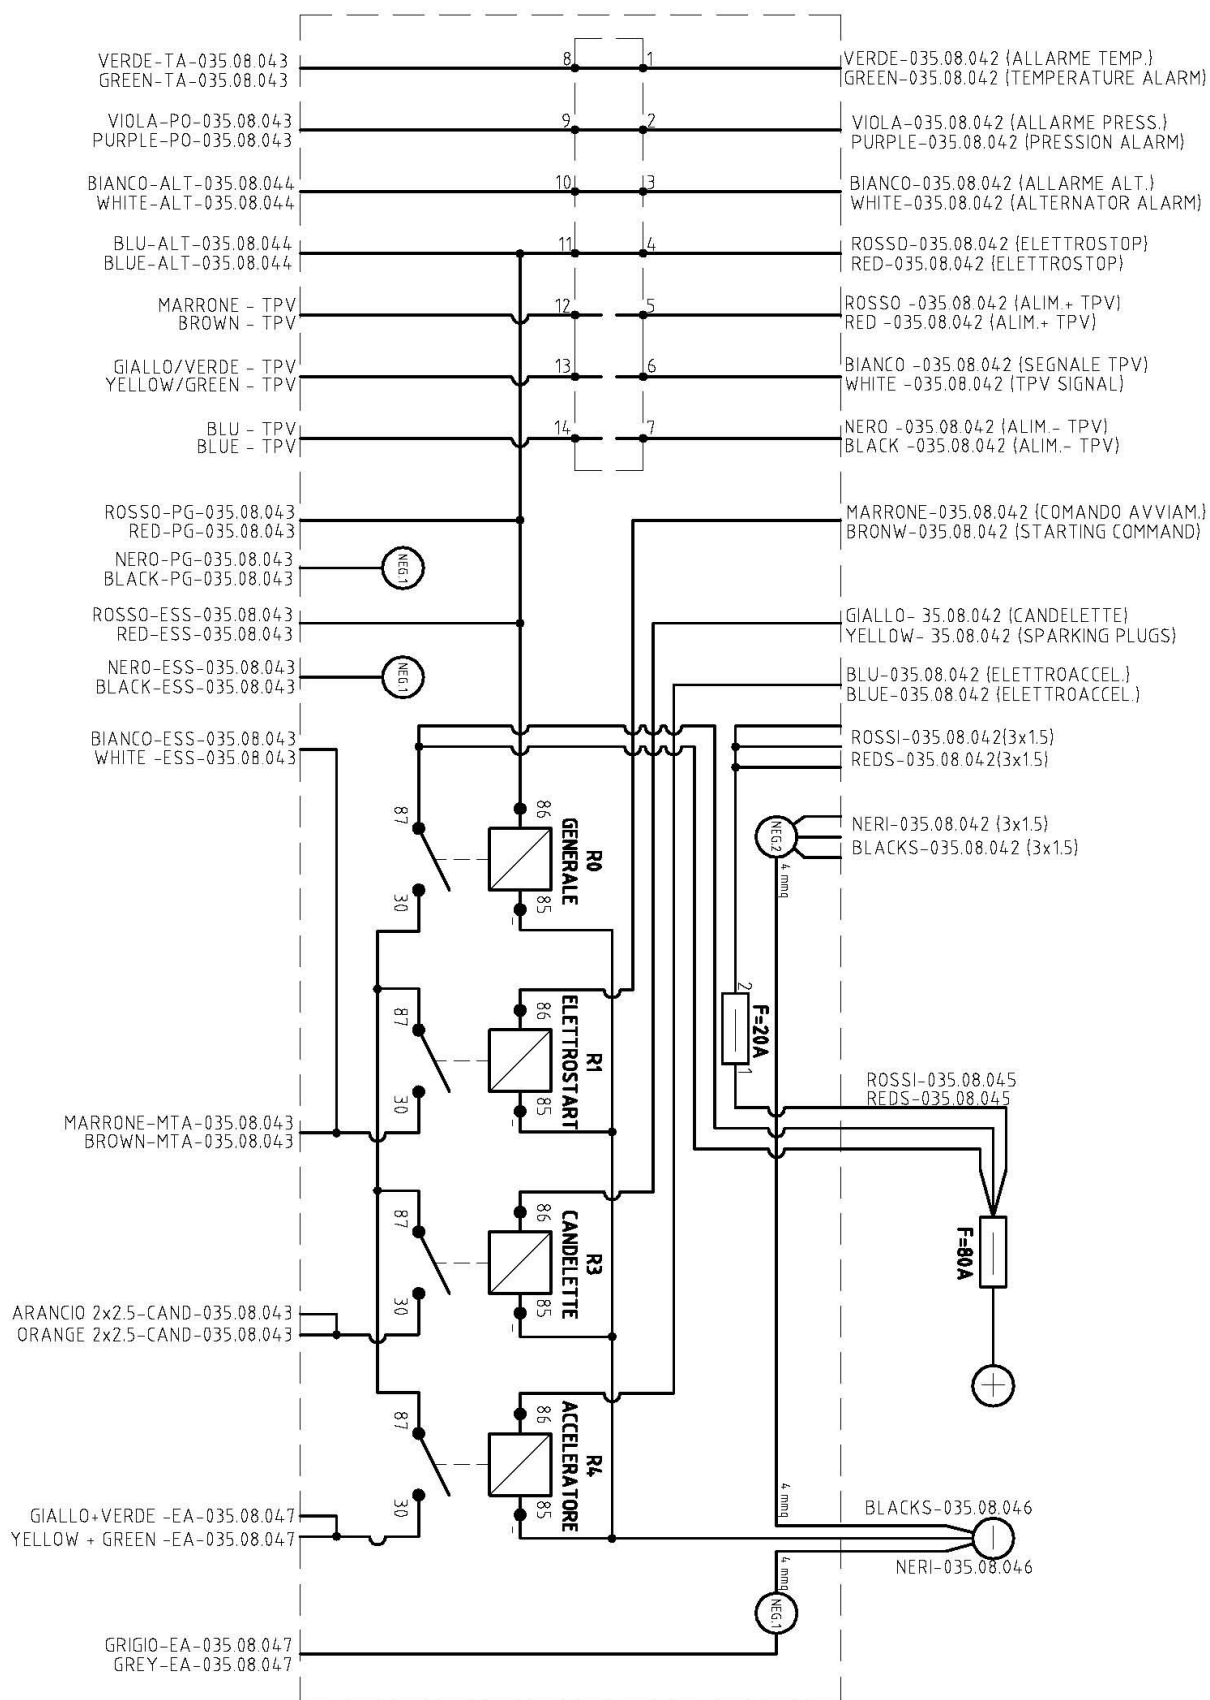 VERDE-TA-035.08.043
GREEN-TA-035.08.043
8
1
VERDE-035.08.042 (ALLARME TEMP.)
GREEN-035.08.042 (TEMPERATURE ALARM)
VIOLA-PO-035.08.043
PURPLE-PO-035.08.043
9
2
VIOLA-035.08.042 (ALLARME PRESS.)
PURPLE-035.08.042 (PRESSION ALARM)
BIANCO-ALT-035.08.044
WHITE-ALT-035.08.044
10
3
BIANCO-035.08.042 (ALLARME ALT.)
WHITE-035.08.042 (ALTERNATOR ALARM)
BLU-ALT-035.08.044
BLUE-ALT-035.08.044
11
4
ROSSO-035.08.042 (ELETTROSTOP)
RED-035.08.042 (ELETTROSTOP)
MARRONE - TPV
BROWN - TPV
12
5
ROSSO -035.08.042 (ALIM.+ TPV)
RED -035.08.042 (ALIM.+ TPV)
GIALLO/VERDE - TPV
YELLOW/GREEN - TPV
13
6
BIANCO -035.08.042 (SEGNALE TPV)
WHITE -035.08.042 (TPV SIGNAL)
BLU - TPV
BLUE - TPV
14
7
NERO -035.08.042 (ALIM.- TPV)
BLACK -035.08.042 (ALIM.- TPV)
ROSSO-PG-035.08.043
RED-PG-035.08.043
MARRONE-035.08.042 (COMANDO AVVIAM.)
BRONW-035.08.042 (STARTING COMMAND)
NERO-PG-035.08.043
BLACK-PG-035.08.043
NEG.1
ROSSO-ESS-035.08.043
RED-ESS-035.08.043
GIALLO- 35.08.042 (CANDELETTE)
YELLOW- 35.08.042 (SPARKING PLUGS)
NERO-ESS-035.08.043
BLACK-ESS-035.08.043
NEG.1
BLU-035.08.042 (ELETTROACCEL.)
BLUE-035.08.042 (ELETTROACCEL.)
BIANCO-ESS-035.08.043
WHITE -ESS-035.08.043
ROSSI-035.08.042(3x1.5)
REDS-035.08.042(3x1.5)
87
30
86
85
-
R0
GENERALE
NEG.2
4 mmq
NERI-035.08.042 (3x1.5)
BLACKS-035.08.042 (3x1.5)
87
30
86
85
-
R1
ELETTROSTART
2
1
F=20A
ROSSI-035.08.045
REDS-035.08.045
MARRONE-MTA-035.08.043
BROWN-MTA-035.08.043
87
30
86
85
-
R3
CANDELETTE
F=80A
+
ARANCIO 2x2.5-CAND-035.08.043
ORANGE 2x2.5-CAND-035.08.043
87
30
86
85
-
R4
ACCELERATORE
4 mmq
BLACKS-035.08.046
-
NERI-035.08.046
GIALLO+VERDE -EA-035.08.047
YELLOW + GREEN -EA-035.08.047
4 mmq
NEG.1
GRIGIO-EA-035.08.047
GREY-EA-035.08.047